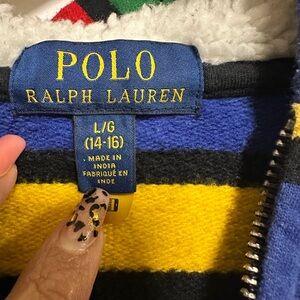 POLO
RALPH LAUREN
L/G
(14-16)
MADE IN
INDIA
FABRIQUÉ EN
INDE